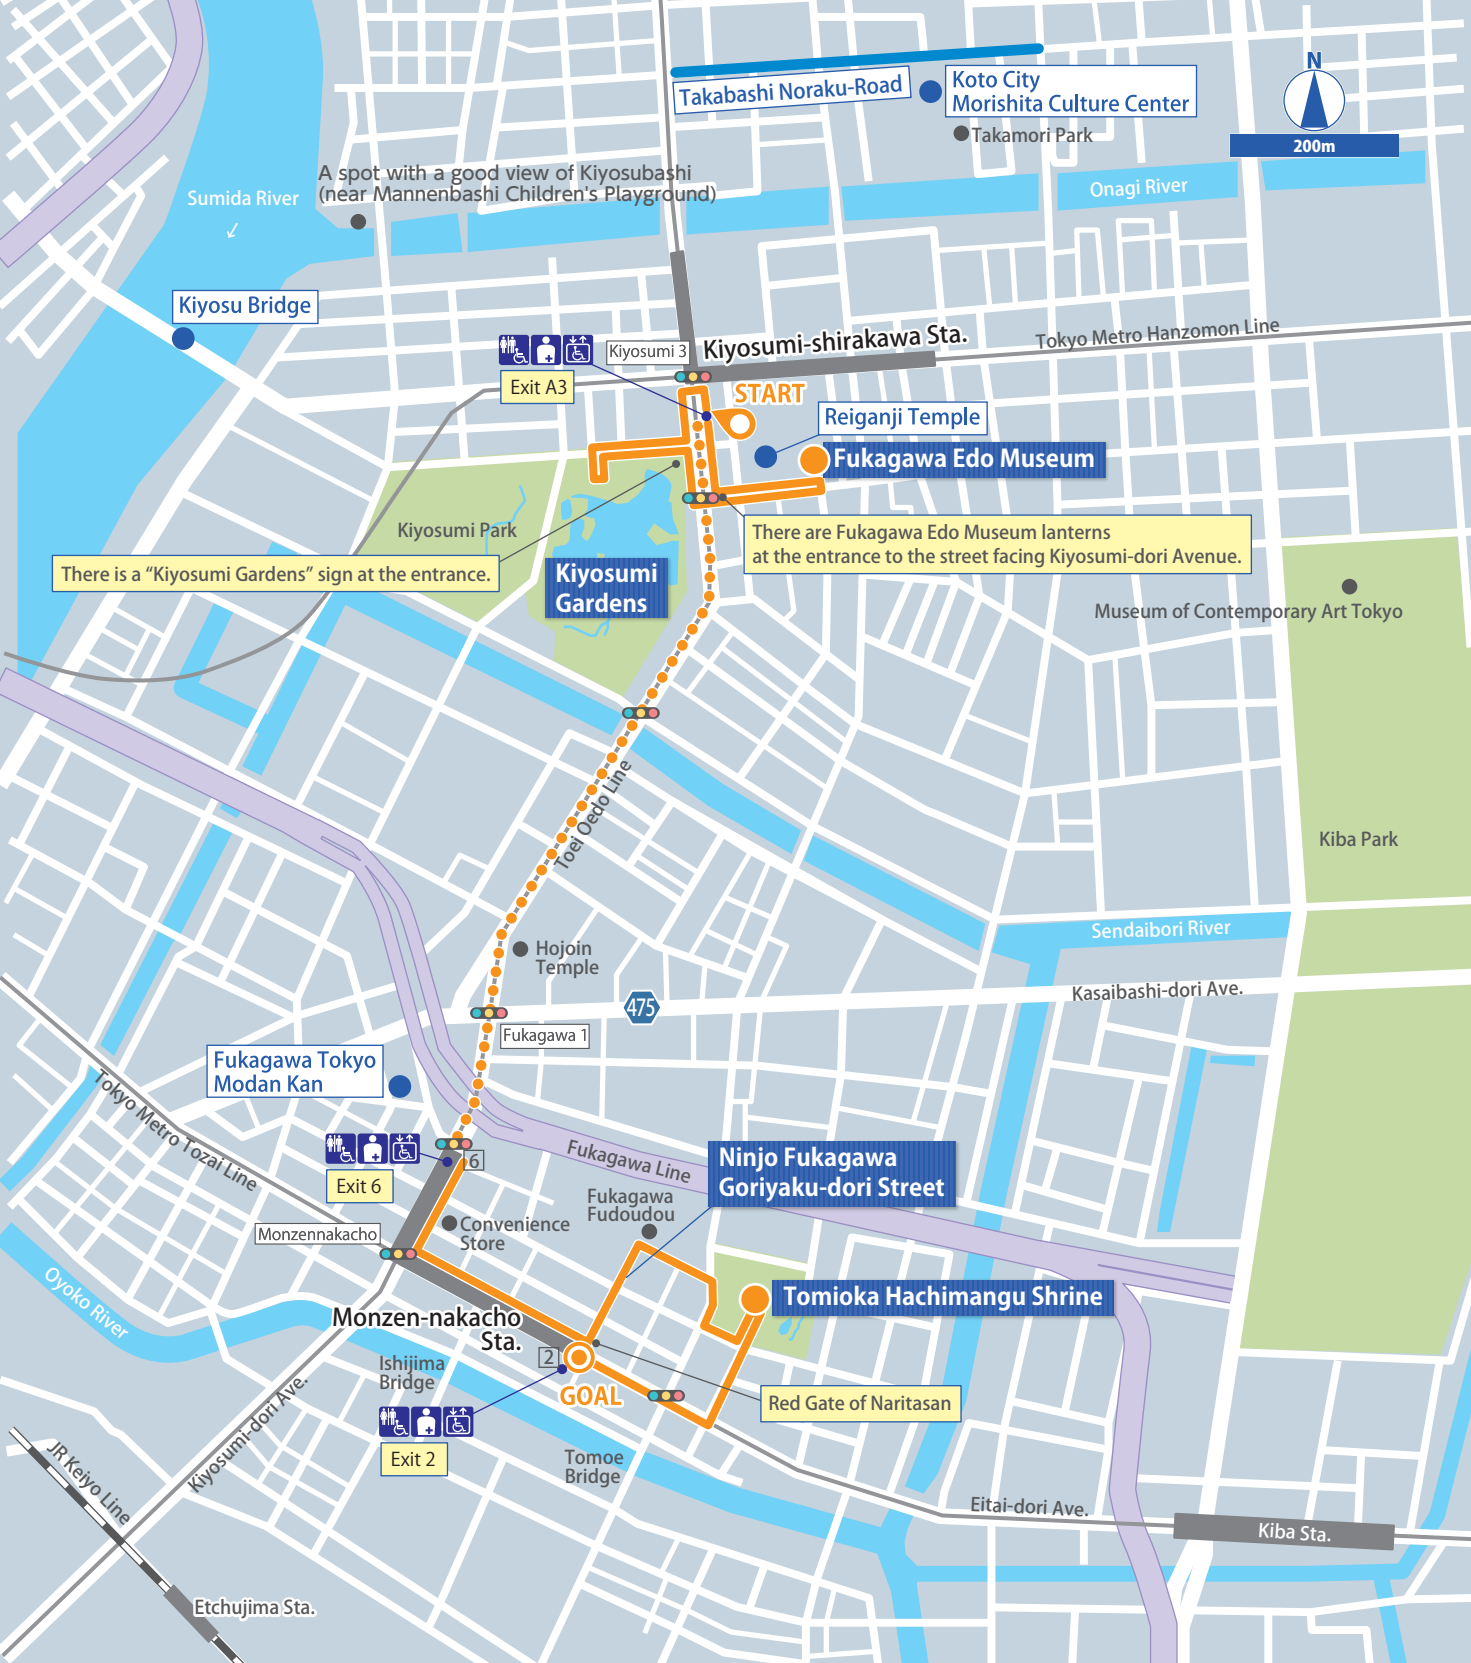 Takabashi Noraku-Road
Koto City
Morishita Culture Center
Takamori Park
N
200m
A spot with a good view of Kiyosubashi
(near Mannenbashi Children's Playground)
Sumida River
↙
Onagi River
Kiyosu Bridge
Kiyosumi 3
Kiyosumi-shirakawa Sta.
Tokyo Metro Hanzomon Line
Exit A3
START
Reiganji Temple
Fukagawa Edo Museum
Kiyosumi Park
There are Fukagawa Edo Museum lanterns
at the entrance to the street facing Kiyosumi-dori Avenue.
There is a “Kiyosumi Gardens” sign at the entrance.
Kiyosumi
Gardens
Museum of Contemporary Art Tokyo
Toei Oedo Line
Kiba Park
Sendaibori River
Hojoin
Temple
475
Kasaibashi-dori Ave.
Fukagawa 1
Fukagawa Tokyo
Modan Kan
Tokyo Metro Tozai Line
6
Exit 6
Fukagawa Line
Ninjo Fukagawa
Goriyaku-dori Street
Fukagawa
Fudoudou
Convenience
Store
Monzennakacho
Oyoko River
Tomioka Hachimangu Shrine
Monzen-nakacho
Sta.
2
Ishijima
Bridge
GOAL
Red Gate of Naritasan
Kiyosumi-dori Ave.
Exit 2
JR Keiyo Line
Tomoe
Bridge
Eitai-dori Ave.
Kiba Sta.
Etchujima Sta.